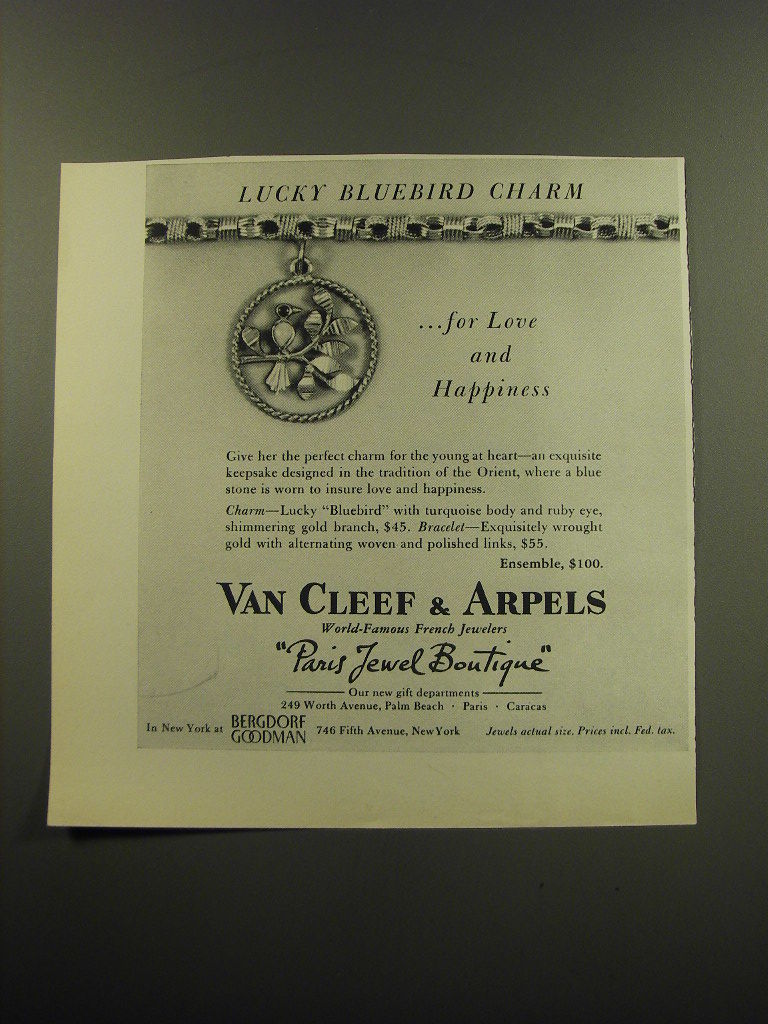 LUCKY BLUEBIRD CHARM
...for Love
and
Happiness
Give her the perfect charm for the young at heart—an exquisite
keepsake designed in the tradition of the Orient, where a blue
stone is worn to insure love and happiness.
Charm—Lucky "Bluebird" with turquoise body and ruby eye,
shimmering gold branch, $45. Bracelet—Exquisitely wrought
gold with alternating woven and polished links, $55.
Ensemble, $100.
VAN CLEEF & ARPELS
World-Famous French Jewelers
"Paris Jewel Boutique"
Our new gift departments
249 Worth Avenue, Palm Beach · Paris · Caracas
In New York at BERGDORF GOODMAN 746 Fifth Avenue, New York Jewels actual size. Prices incl. Fed. tax.